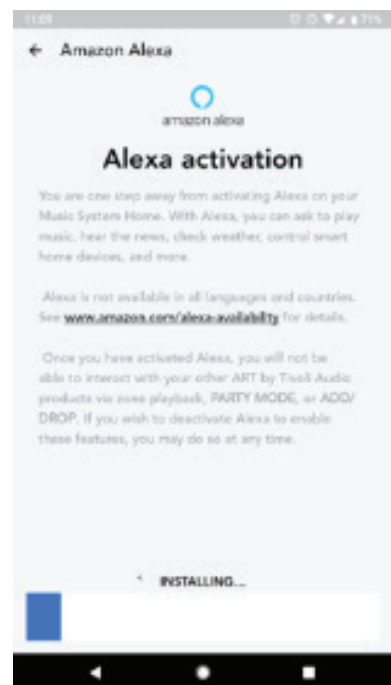 11:09
71%
← Amazon Alexa
amazon alexa
Alexa activation
You are one step away from activating Alexa on your
Music System Home. With Alexa, you can ask to play
music, hear the news, check weather, control smart
home devices, and more.
Alexa is not available in all languages and countries.
See www.amazon.com/alexa-availability for details.
Once you have activated Alexa, you will not be
able to interact with your other ART by Tivoli Audio
products via zone playback, PARTY MODE, or ADD/
DROP. If you wish to deactivate Alexa to enable
these features, you may do so at any time.
INSTALLING...